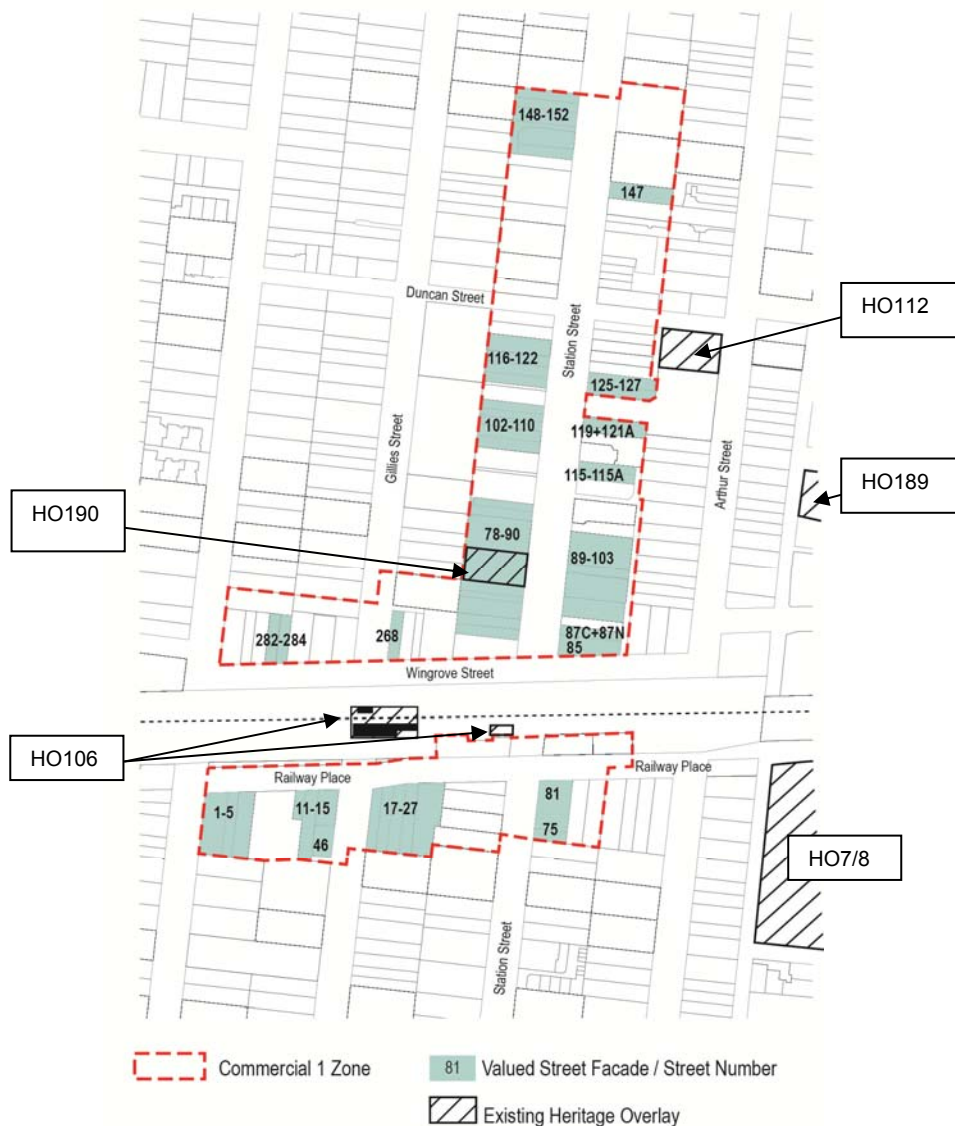 148-152
147
Duncan Street
HO112
Station Street
116-122
125-127
102-110
119+121A
Gillies Street
115-115A
Arthur Street
HO189
HO190
78-90
89-103
282-284
268
87C+87N
85
Wingrove Street
HO106
Railway Place
Railway Place
1-5
11-15
17-27
81
46
75
HO7/8
Station Street
Commercial 1 Zone
81 Valued Street Facade / Street Number
Existing Heritage Overlay